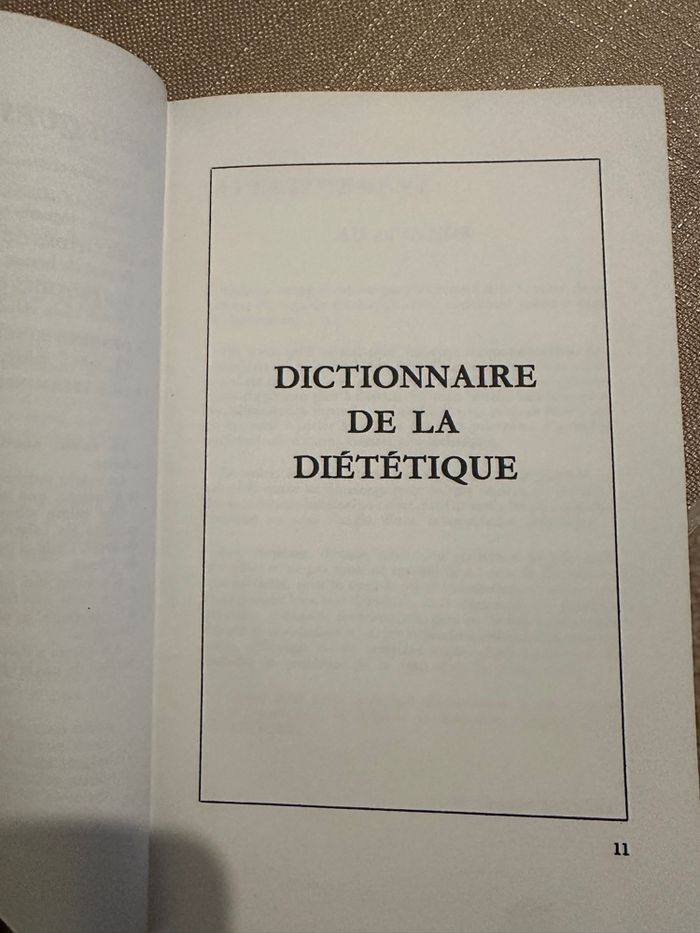 DICTIONNAIRE
DE LA
DIÉTÉTIQUE
11